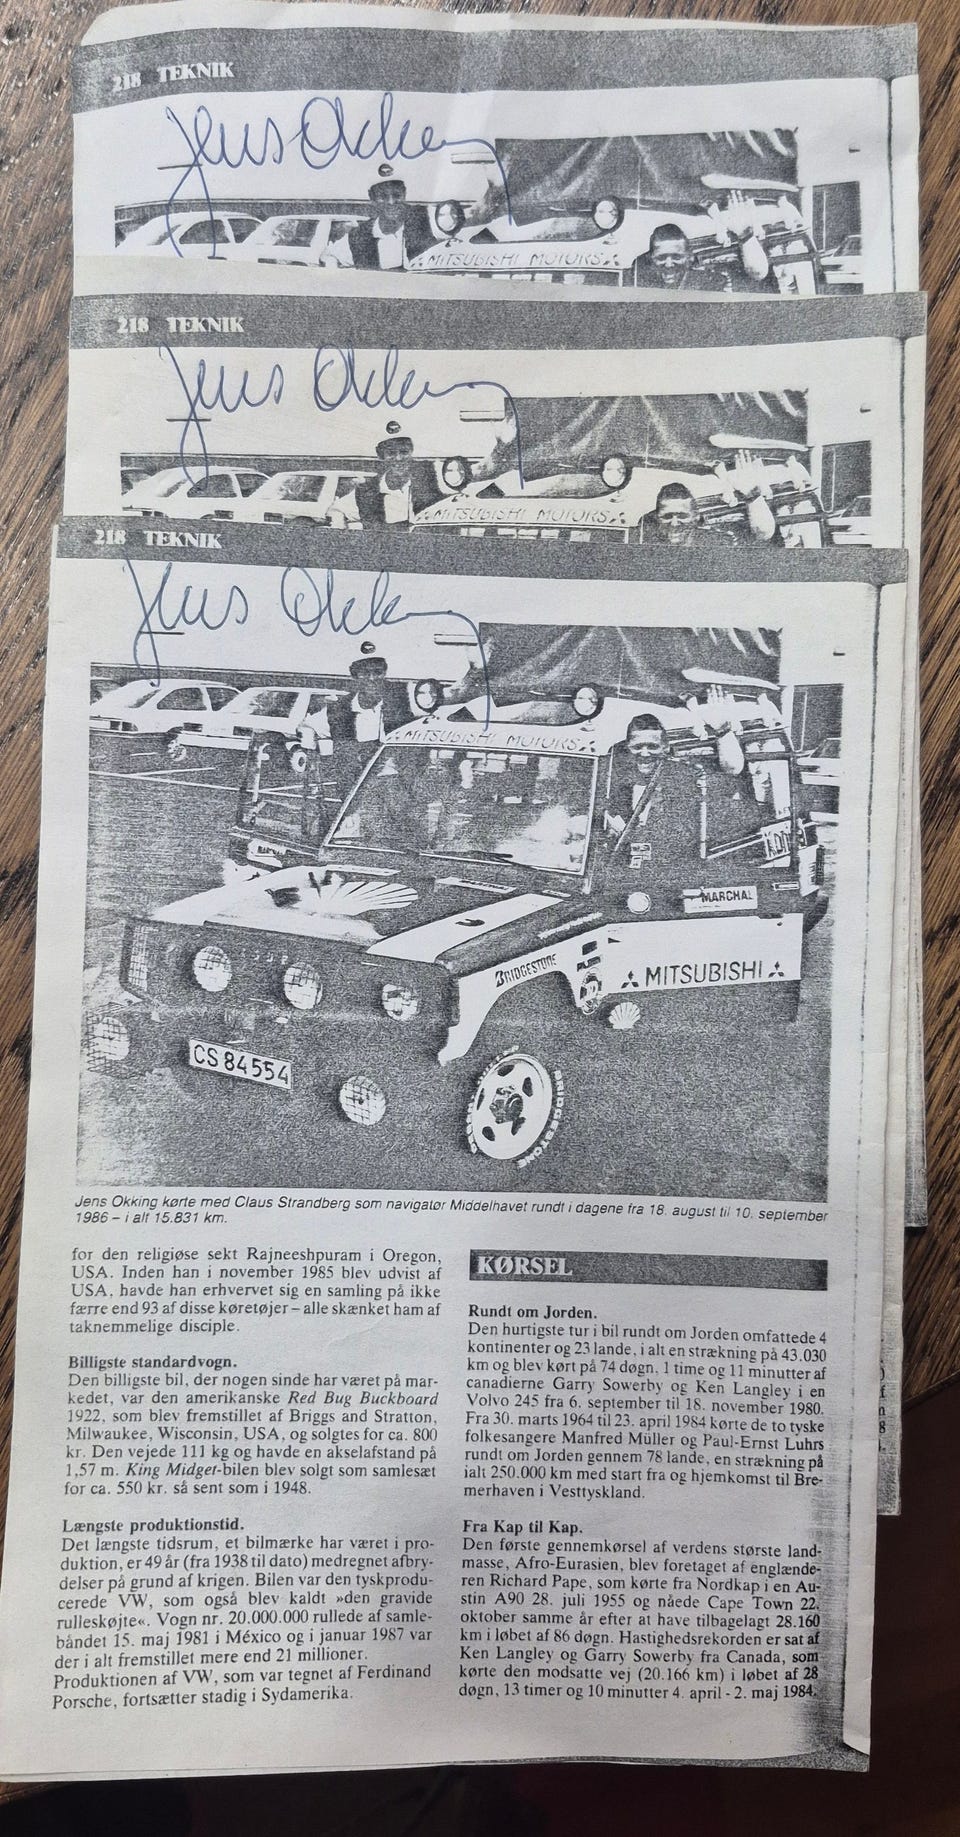 218 TEKNIK
Jens Okking
MITSUBISHI MOTORS
218 TEKNIK
Jens Okking
MITSUBISHI MOTORS
218 TEKNIK
Jens Okking
MITSUBISHI MOTORS
MARCHAL
BRIDGESTONE
MITSUBISHI
CS 84554
BRIDGESTONE
Jens Okking kørte med Claus Strandberg som navigatør Middelhavet rundt i dagene fra 18. august til 10. september
1986 – i alt 15.831 km.
for den religiøse sekt Rajneeshpuram i Oregon,
USA. Inden han i november 1985 blev udvist af
USA, havde han erhvervet sig en samling på ikke
færre end 93 af disse køretøjer – alle skænket ham af
taknemmelige disciple.
Billigste standardvogn.
Den billigste bil, der nogen sinde har været på mar-
kedet, var den amerikanske Red Bug Buckboard
1922, som blev fremstillet af Briggs and Stratton,
Milwaukee, Wisconsin, USA, og solgtes for ca. 800
kr. Den vejede 111 kg og havde en akselafstand på
1,57 m. King Midget-bilen blev solgt som samlesæt
for ca. 550 kr. så sent som i 1948.
Længste produktionstid.
Det længste tidsrum, et bilmærke har været i pro-
duktion, er 49 år (fra 1938 til dato) medregnet afbry-
delser på grund af krigen. Bilen var den tyskprodu-
cerede VW, som også blev kaldt »den gravide
rulleskøjte«. Vogn nr. 20.000.000 rullede af samle-
båndet 15. maj 1981 i México og i januar 1987 var
der i alt fremstillet mere end 21 millioner.
Produktionen af VW, som var tegnet af Ferdinand
Porsche, fortsætter stadig i Sydamerika.
KØRSEL
Rundt om Jorden.
Den hurtigste tur i bil rundt om Jorden omfattede 4
kontinenter og 23 lande, i alt en strækning på 43.030
km og blev kørt på 74 døgn, 1 time og 11 minutter af
canadierne Garry Sowerby og Ken Langley i en
Volvo 245 fra 6. september til 18. november 1980.
Fra 30. marts 1964 til 23. april 1984 kørte de to tyske
folkesangere Manfred Müller og Paul-Ernst Luhrs
rundt om Jorden gennem 78 lande, en strækning på
ialt 250.000 km med start fra og hjemkomst til Bre-
merhaven i Vesttyskland.
Fra Kap til Kap.
Den første gennemkørsel af verdens største land-
masse, Afro-Eurasien, blev foretaget af englænde-
ren Richard Pape, som kørte fra Nordkap i en Au-
stin A90 28. juli 1955 og nåede Cape Town 22.
oktober samme år efter at have tilbagelagt 28.160
km i løbet af 86 døgn. Hastighedsrekorden er sat af
Ken Langley og Garry Sowerby fra Canada, som
kørte den modsatte vej (20.166 km) i løbet af 28
døgn, 13 timer og 10 minutter 4. april - 2. maj 1984.